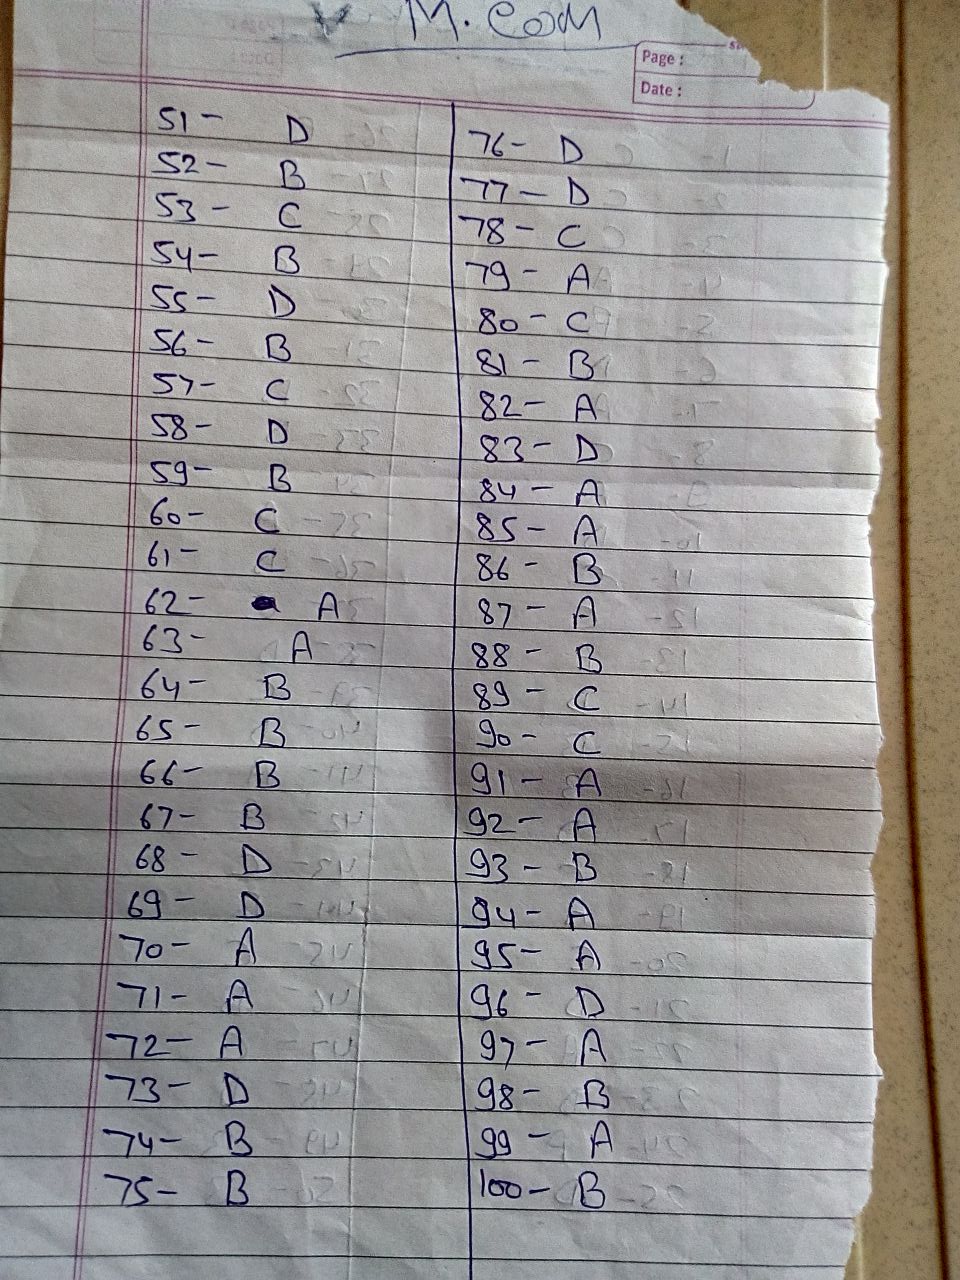 M. Com
Page :
Date :
51- D
52- B
53- C
54- B
55- D
56- B
57- C
58- D
59- B
60- C
61- C
62- A
63- A
64- B
65- B
66- B
67- B
68- D
69- D
70- A
71- A
72- A
73- D
74- B
75- B
76- D
77- D
78- C
79- A
80- C
81- B
82- A
83- D
84- A
85- A
86- B
87- A
88- B
89- C
90- C
91- A
92- A
93- B
94- A
95- A
96- D
97- A
98- B
99- A
100- B